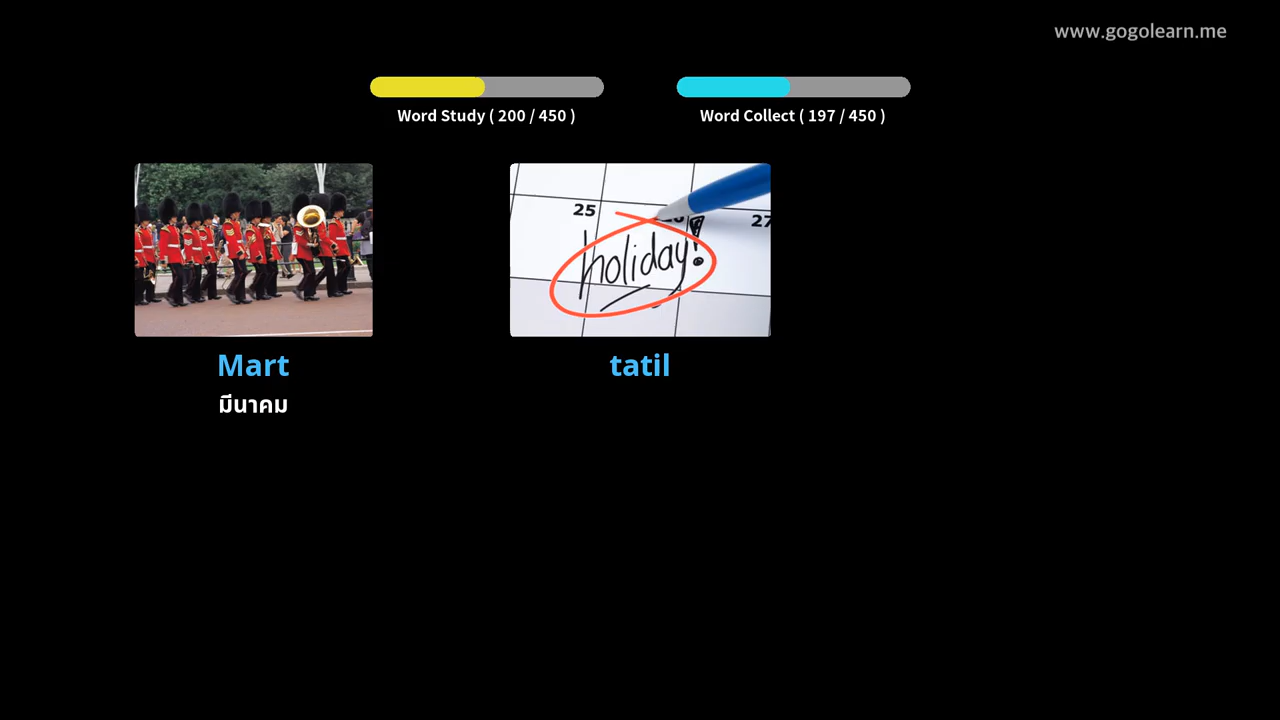 www.gogolearn.me
Word Study ( 200 / 450 )
Word Collect ( 197 / 450 )
25
27
holiday!
Mart
tatil
มีนาคม